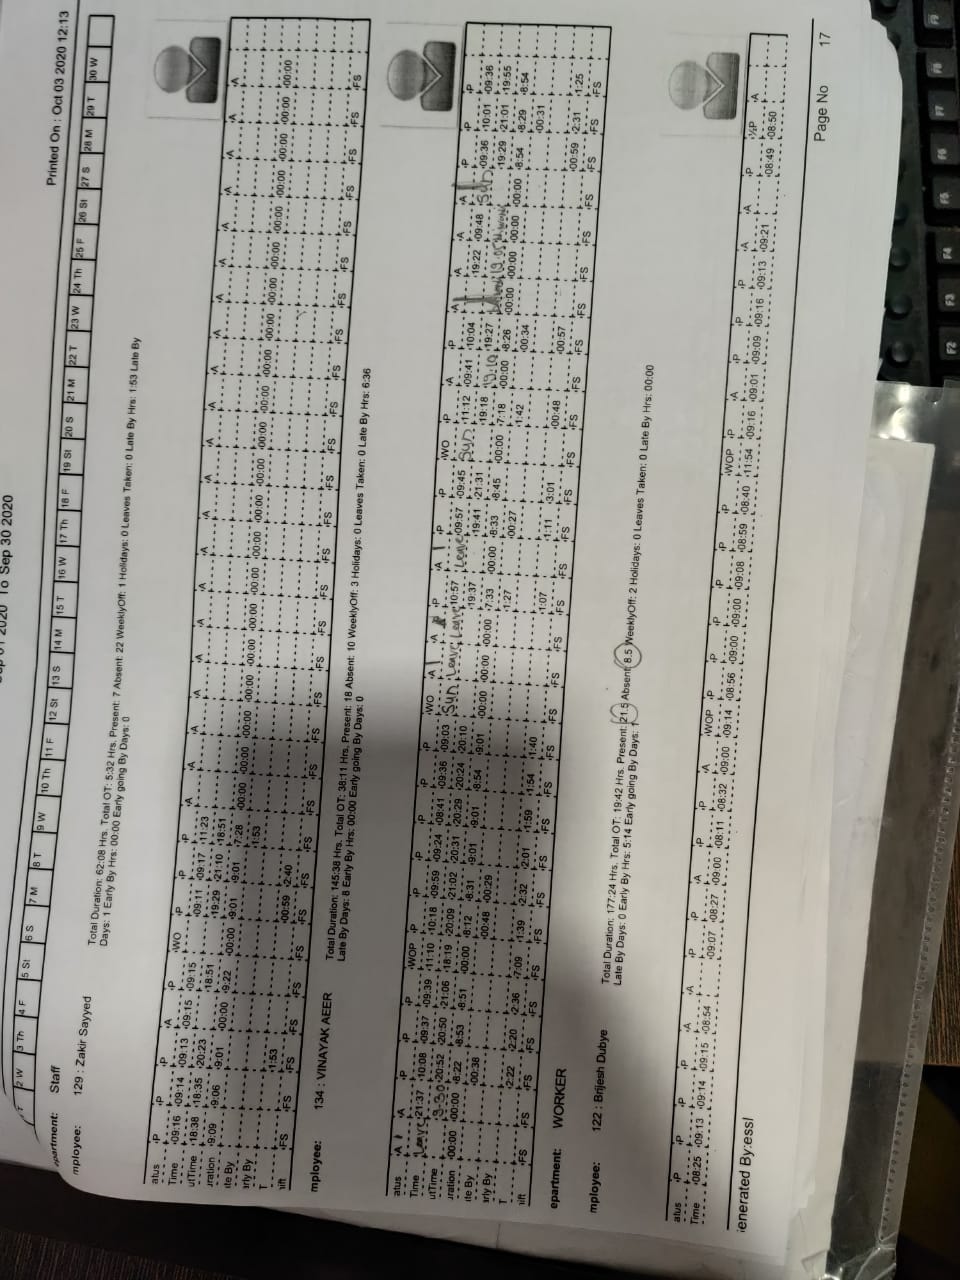 To Sep 30 2020
Printed On : Oct 03 2020 12:13
T 2 W 3 Th 4 F 5 St 6 S 7 M 8 T 9 W 10 Th 11 F 12 St 13 S 14 M 15 T 16 W 17 Th 18 F 19 St 20 S 21 M 22 T 23 W 24 Th 25 F 26 St 27 S 28 M 29 T 30 W
epartment: Staff
mployee: 129 : Zakir Sayyed
Total Duration: 62:08 Hrs. Total OT: 5:32 Hrs. Present: 7 Absent: 22 WeeklyOff: 1 Holidays: 0 Leaves Taken: 0 Late By Hrs: 1:53 Late By
Days: 1 Early By Hrs: 00:00 Early going By Days: 0
atus P P P A P WO P P P A A A A A A A A A A A A A A A A A A A A A
Time 09:16 09:14 09:13 09:15 09:15 09:11 09:17 11:23
utTime 18:38 18:35 20:23 18:51 19:29 21:10 18:51
uration 9:09 9:06 9:01 00:00 9:22 00:00 9:01 9:01 7:28 00:00 00:00 00:00 00:00 00:00 00:00 00:00 00:00 00:00 00:00 00:00 00:00 00:00 00:00 00:00 00:00 00:00 00:00 00:00 00:00 00:00
te By 1:53
arly By
T 1:53 00:59 2:40
hift FS FS FS FS FS FS FS FS FS FS FS FS FS FS FS FS FS FS FS FS FS FS FS FS FS FS FS FS FS FS
mployee: 134 : VINAYAK AEER
Total Duration: 145:38 Hrs. Total OT: 38:11 Hrs. Present: 18 Absent: 10 WeeklyOff: 3 Holidays: 0 Leaves Taken: 0 Late By Hrs: 6:36
Late By Days: 8 Early By Hrs: 00:00 Early going By Days: 0
atus A A P P P WOP P P P P P P WO A A P A P P WO P A P A A A A P P P
Time Leave 21:37 10:08 09:37 09:39 11:10 10:18 09:59 09:24 08:41 09:36 09:03 Sun Leave Leave 10:57 Leave 09:57 09:45 Sun 11:12 09:41 10:04 19:22 09:48 Sun 09:36 10:01 09:36
utTime 9-30 20:52 20:50 21:06 18:19 20:09 21:02 20:31 20:29 20:24 20:10 19:37 19:41 21:31 19:18 19:10 19:27 19:29 21:01 19:55
uration 00:00 00:00 8:22 8:53 8:51 00:00 8:12 8:31 9:01 9:01 8:54 9:01 00:00 00:00 00:00 7:33 00:00 8:33 8:45 00:00 7:18 00:00 8:26 00:00 00:00 00:00 00:00 8:54 8:29 8:54
te By 00:38 00:48 00:29 1:27 00:27 1:42 00:34 00:31
arly By
T 2:22 2:20 2:36 7:09 1:39 2:32 2:01 1:59 1:54 1:40 1:07 1:11 3:01 00:48 00:57 00:59 2:31 1:25
hift FS FS FS FS FS FS FS FS FS FS FS FS FS FS FS FS FS FS FS FS FS FS FS FS FS FS FS FS FS FS
epartment: WORKER
mployee: 122 : Brijesh Dubye
Total Duration: 177:24 Hrs. Total OT: 19:42 Hrs. Present: 21.5 Absent: 8.5 WeeklyOff: 2 Holidays: 0 Leaves Taken: 0 Late By Hrs: 00:00
Late By Days: 0 Early By Hrs: 5:14 Early going By Days: 1
atus P P P P A A P P A P P A WOP P P P P P P WOP P A P P P A A P ½P A
Time 08:25 09:13 09:14 09:15 08:54 09:07 08:27 09:00 08:11 08:32 09:00 09:14 08:56 09:00 09:00 09:08 08:59 08:40 11:54 09:16 09:01 09:09 09:16 09:13 09:21 08:49 08:50
enerated By:essl
Page No 17
F2 F3 F4 F5 F6 F7 F8 F9